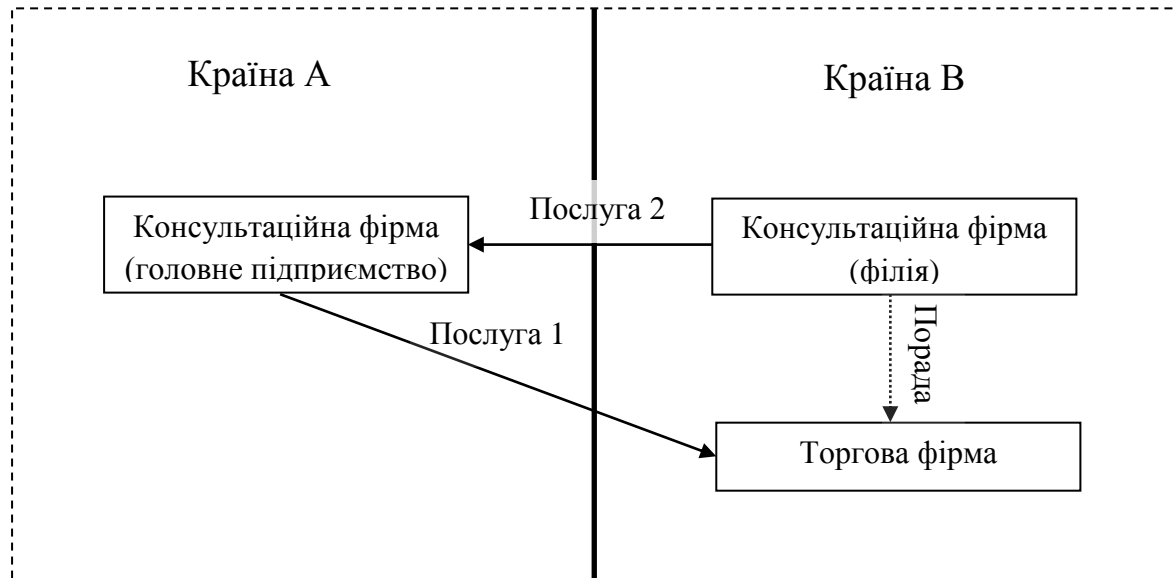 Країна А
Країна В
Послуга 2
Консультаційна фірма
(головне підприємство)
Консультаційна фірма
(філія)
Послуга 1
Порада
Торгова фірма